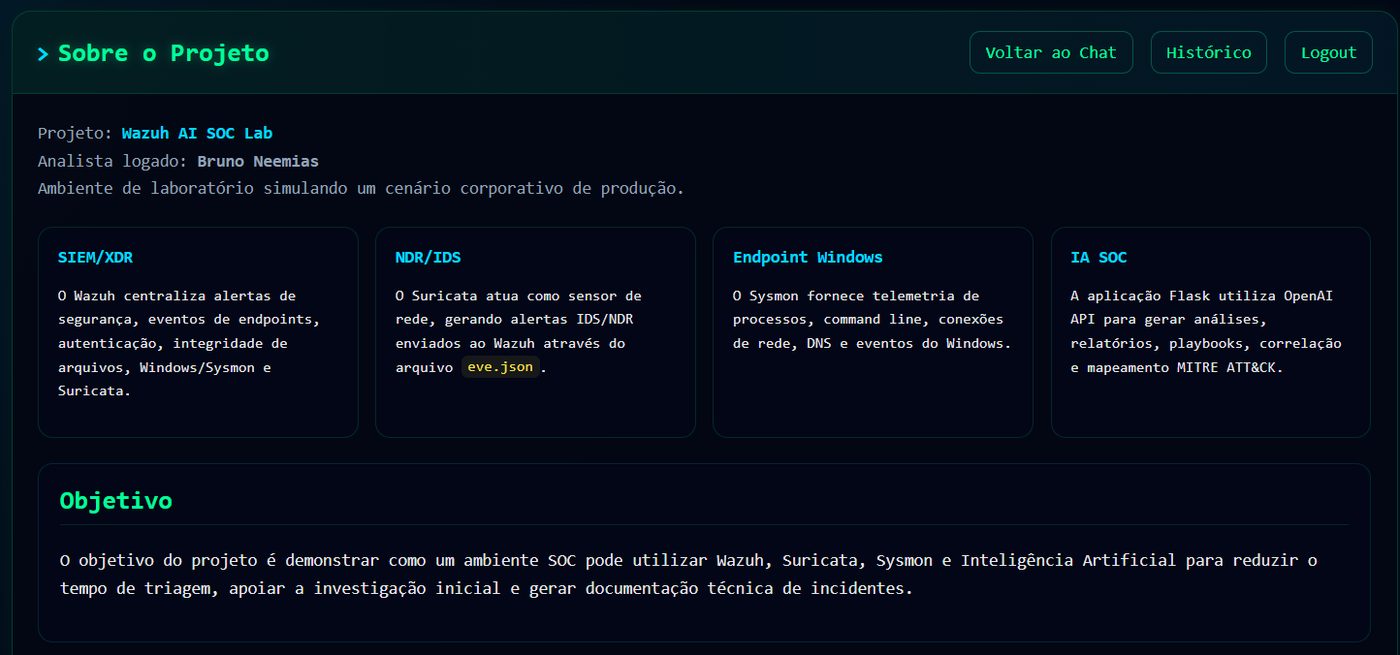 > Sobre o Projeto
Voltar ao Chat
Histórico
Logout
Projeto: Wazuh AI SOC Lab
Analista logado: Bruno Neemias
Ambiente de laboratório simulando um cenário corporativo de produção.
SIEM/XDR
O Wazuh centraliza alertas de
segurança, eventos de endpoints,
autenticação, integridade de
arquivos, Windows/Sysmon e
Suricata.
NDR/IDS
O Suricata atua como sensor de
rede, gerando alertas IDS/NDR
enviados ao Wazuh através do
arquivo eve.json.
Endpoint Windows
O Sysmon fornece telemetria de
processos, command line, conexões
de rede, DNS e eventos do Windows.
IA SOC
A aplicação Flask utiliza OpenAI
API para gerar análises,
relatórios, playbooks, correlação
e mapeamento MITRE ATT&CK.
Objetivo
O objetivo do projeto é demonstrar como um ambiente SOC pode utilizar Wazuh, Suricata, Sysmon e Inteligência Artificial para reduzir o
tempo de triagem, apoiar a investigação inicial e gerar documentação técnica de incidentes.